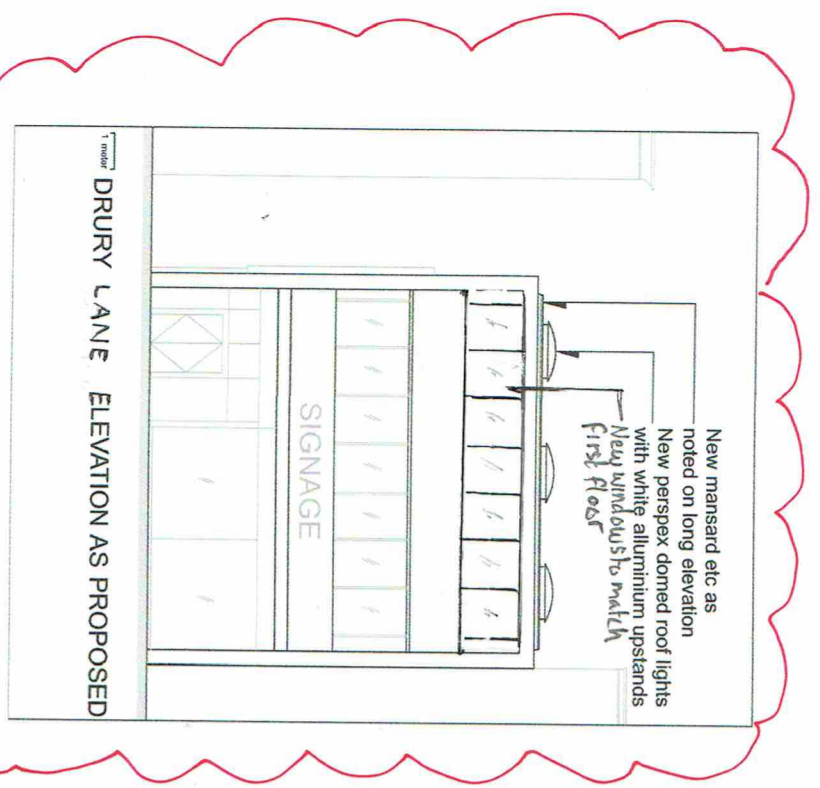 New mansard etc as
noted on long elevation
New perspex domed roof lights
with white alluminium upstands
New windows to match
first floor
SIGNAGE
1 meter
DRURY LANE ELEVATION AS PROPOSED